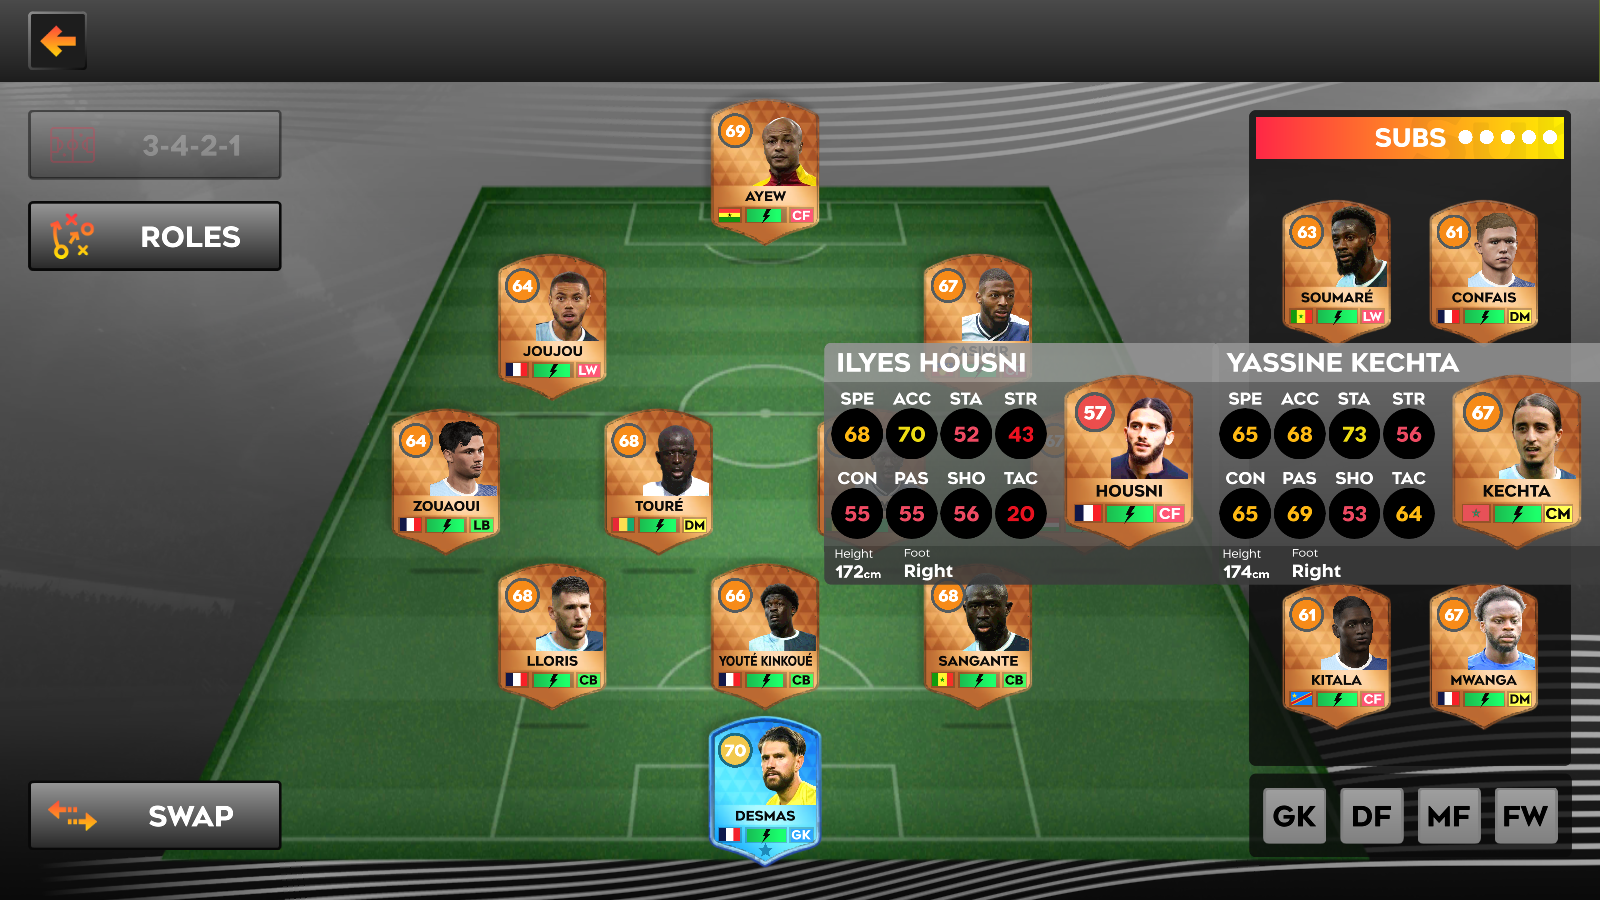 3-4-2-1
ROLES
SWAP
69
AYEW
CF
64
JOUJOU
LW
67
CASIMIR
64
ZOUAOUI
LB
68
TOURÉ
DM
67
68
LLORIS
CB
66
YOUTÉ KINKOUÉ
CB
68
SANGANTE
CB
70
DESMAS
GK
SUBS
63
SOUMARÉ
LW
61
CONFAIS
DM
ILYES HOUSNI
SPE ACC STA STR
68 70 52 43
CON PAS SHO TAC
55 55 56 20
Height Foot
172cm Right
57
HOUSNI
CF
YASSINE KECHTA
SPE ACC STA STR
65 68 73 56
CON PAS SHO TAC
65 69 53 64
Height Foot
174cm Right
67
KECHTA
CM
61
KITALA
CF
67
MWANGA
DM
GK DF MF FW